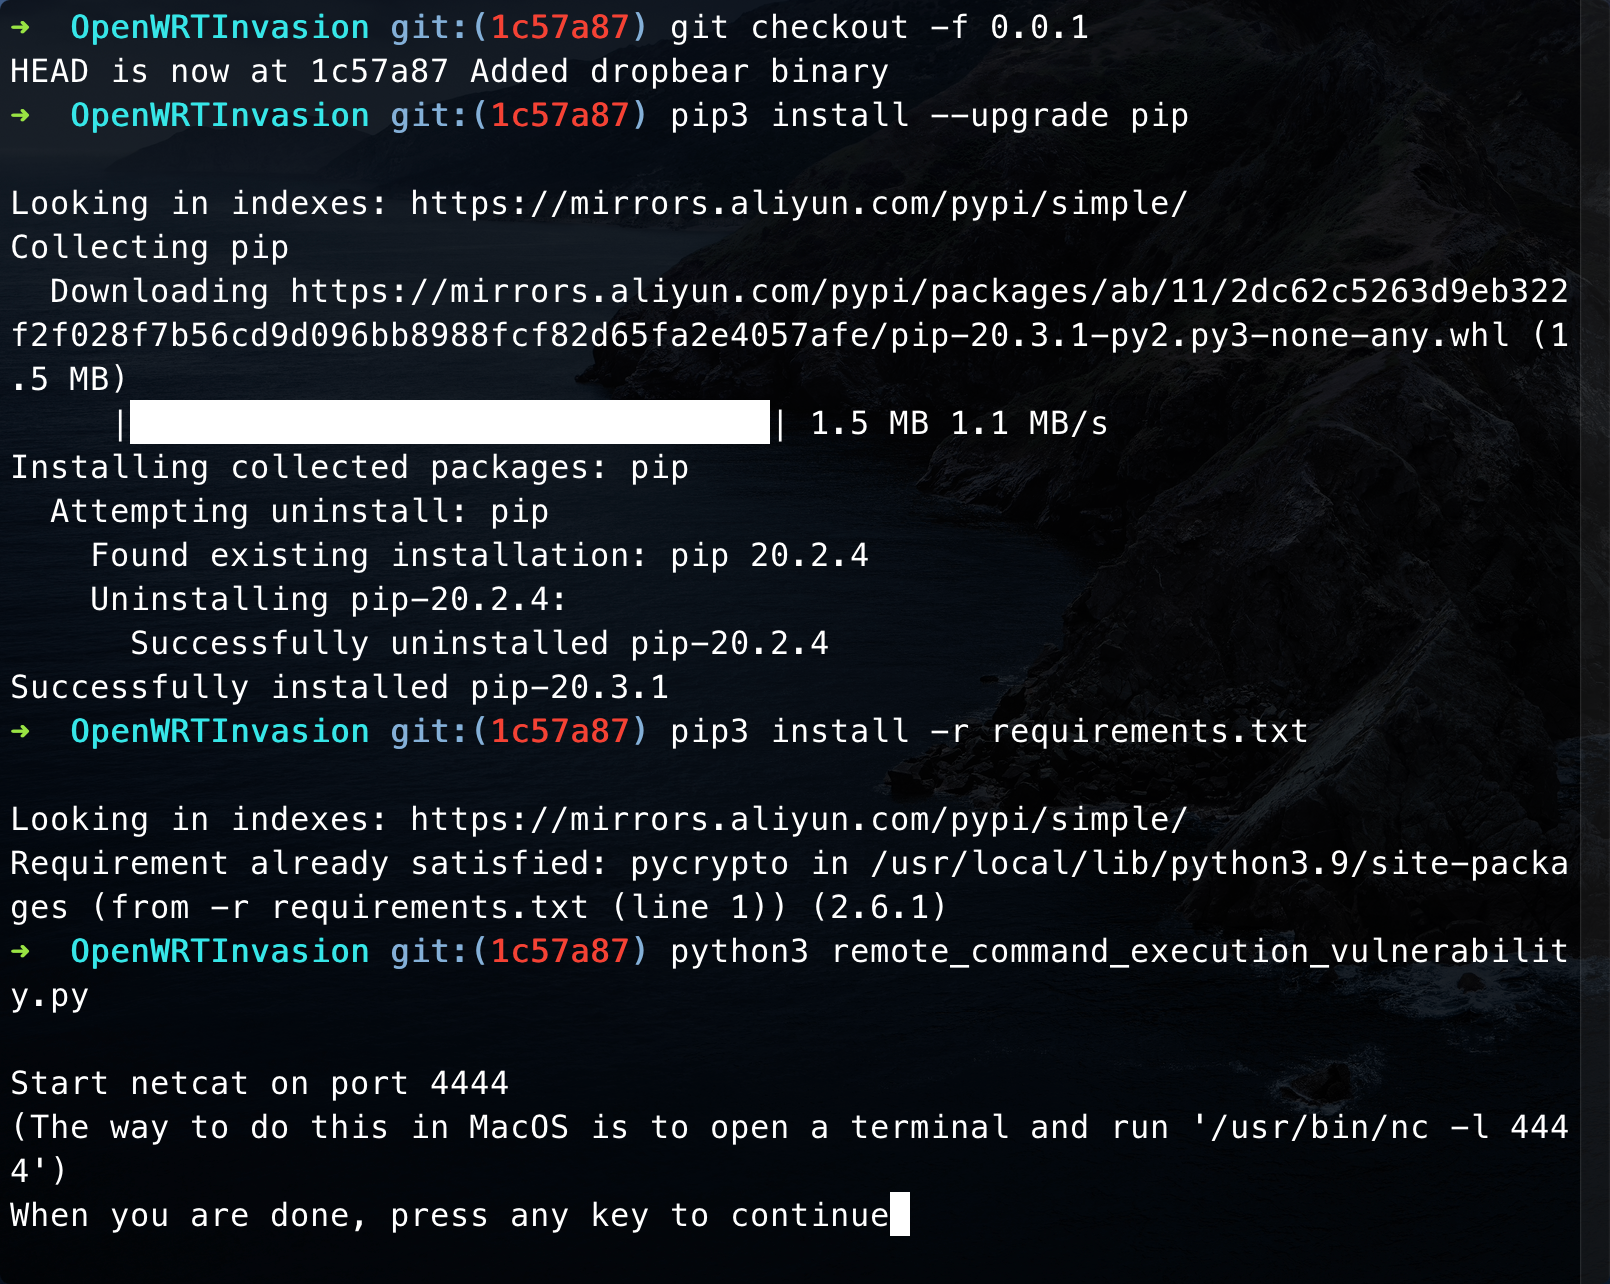 ➜  OpenWRTInvasion git:(1c57a87) git checkout -f 0.0.1
HEAD is now at 1c57a87 Added dropbear binary
➜  OpenWRTInvasion git:(1c57a87) pip3 install --upgrade pip
Looking in indexes: https://mirrors.aliyun.com/pypi/simple/
Collecting pip
  Downloading https://mirrors.aliyun.com/pypi/packages/ab/11/2dc62c5263d9eb322
f2f028f7b56cd9d096bb8988fcf82d65fa2e4057afe/pip-20.3.1-py2.py3-none-any.whl (1
.5 MB)
     |████████████████████████████████| 1.5 MB 1.1 MB/s
Installing collected packages: pip
  Attempting uninstall: pip
    Found existing installation: pip 20.2.4
    Uninstalling pip-20.2.4:
      Successfully uninstalled pip-20.2.4
Successfully installed pip-20.3.1
➜  OpenWRTInvasion git:(1c57a87) pip3 install -r requirements.txt
Looking in indexes: https://mirrors.aliyun.com/pypi/simple/
Requirement already satisfied: pycrypto in /usr/local/lib/python3.9/site-packa
ges (from -r requirements.txt (line 1)) (2.6.1)
➜  OpenWRTInvasion git:(1c57a87) python3 remote_command_execution_vulnerabilit
y.py
Start netcat on port 4444
(The way to do this in MacOS is to open a terminal and run '/usr/bin/nc -l 444
4')
When you are done, press any key to continue